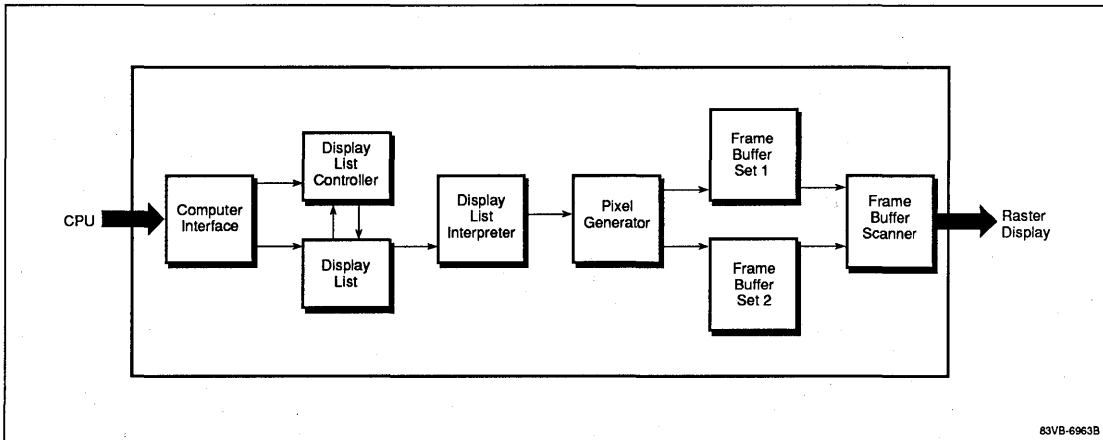 CPU
Computer
Interface
Display
List
Controller
Display
List
Display
List
Interpreter
Pixel
Generator
Frame
Buffer
Set 1
Frame
Buffer
Set 2
Frame
Buffer
Scanner
Raster
Display
83VB-6963B